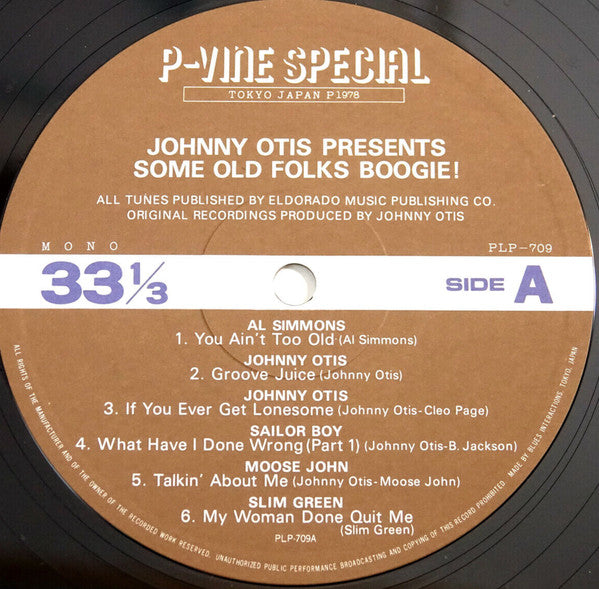 P-VINE SPECIAL
TOKYO JAPAN P1978
JOHNNY OTIS PRESENTS
SOME OLD FOLKS BOOGIE!
ALL TUNES PUBLISHED BY ELDORADO MUSIC PUBLISHING CO.
ORIGINAL RECORDINGS PRODUCED BY JOHNNY OTIS
MONO
PLP-709
33 1/3
SIDE A
AL SIMMONS
1. You Ain't Too Old (Al Simmons)
JOHNNY OTIS
2. Groove Juice (Johnny Otis)
JOHNNY OTIS
3. If You Ever Get Lonesome (Johnny Otis-Cleo Page)
SAILOR BOY
4. What Have I Done Wrong (Part 1) (Johnny Otis-B. Jackson)
MOOSE JOHN
5. Talkin' About Me (Johnny Otis-Moose John)
SLIM GREEN
6. My Woman Done Quit Me
(Slim Green)
PLP-709A
ALL RIGHTS OF THE MANUFACTURER AND OF THE OWNER OF THE RECORDED WORK RESERVED. UNAUTHORIZED PUBLIC PERFORMANCE BROADCASTING AND COPYING OF THIS RECORD PROHIBITED. MADE BY BLUES INTERACTIONS, TOKYO, JAPAN